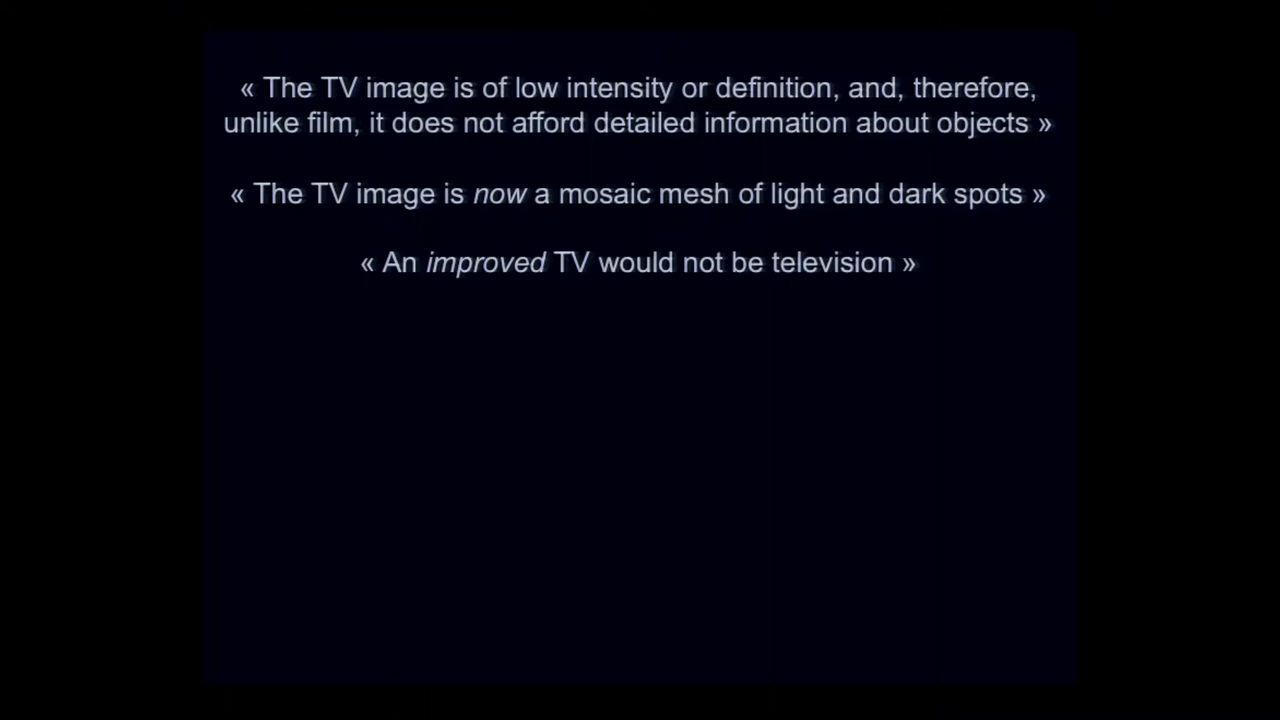 « The TV image is of low intensity or definition, and, therefore,
unlike film, it does not afford detailed information about objects »
« The TV image is now a mosaic mesh of light and dark spots »
« An improved TV would not be television »